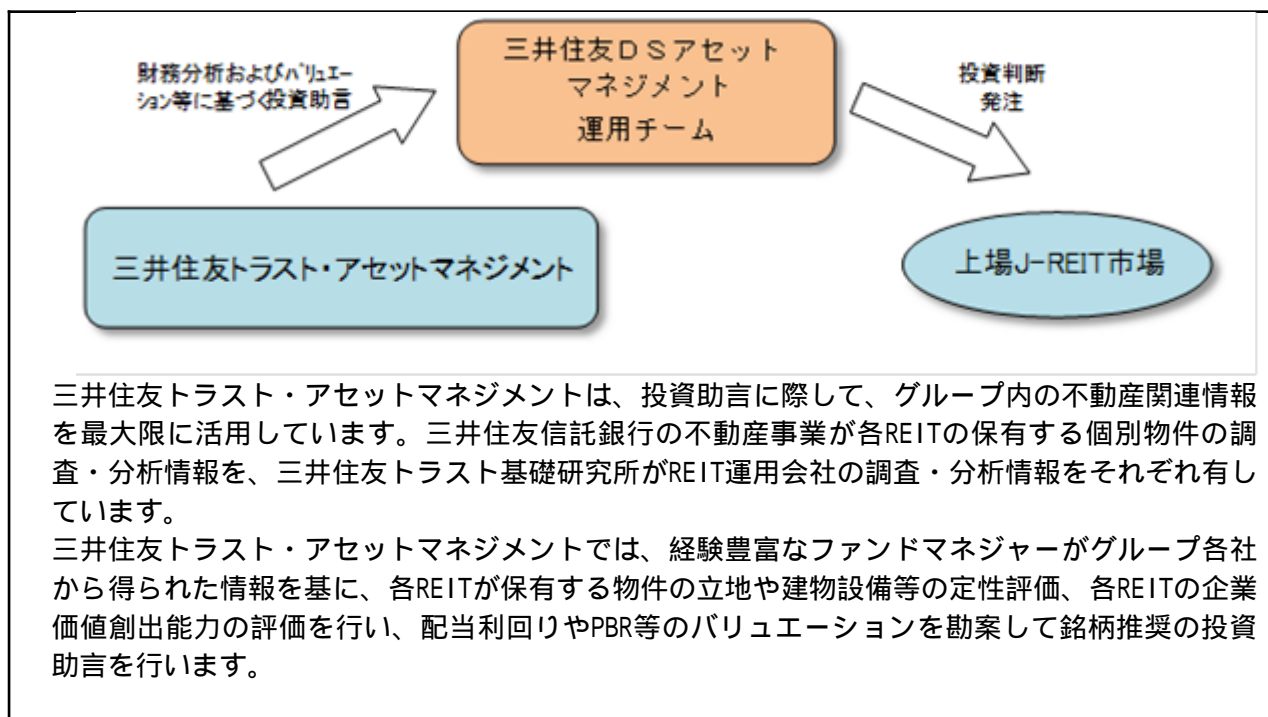 三井住友DSアセット
マネジメント
運用チーム
財務分析およびバリュエー
ション等に基づく投資助言
投資判断
発注
三井住友トラスト・アセットマネジメント
上場J-REIT市場
三井住友トラスト・アセットマネジメントは、投資助言に際して、グループ内の不動産関連情報
を最大限に活用しています。三井住友信託銀行の不動産事業が各REITの保有する個別物件の調
査・分析情報を、三井住友トラスト基礎研究所がREIT運用会社の調査・分析情報をそれぞれ有し
ています。
三井住友トラスト・アセットマネジメントでは、経験豊富なファンドマネジャーがグループ各社
から得られた情報を基に、各REITが保有する物件の立地や建物設備等の定性評価、各REITの企業
価値創出能力の評価を行い、配当利回りやPBR等のバリュエーションを勘案して銘柄推奨の投資
助言を行います。